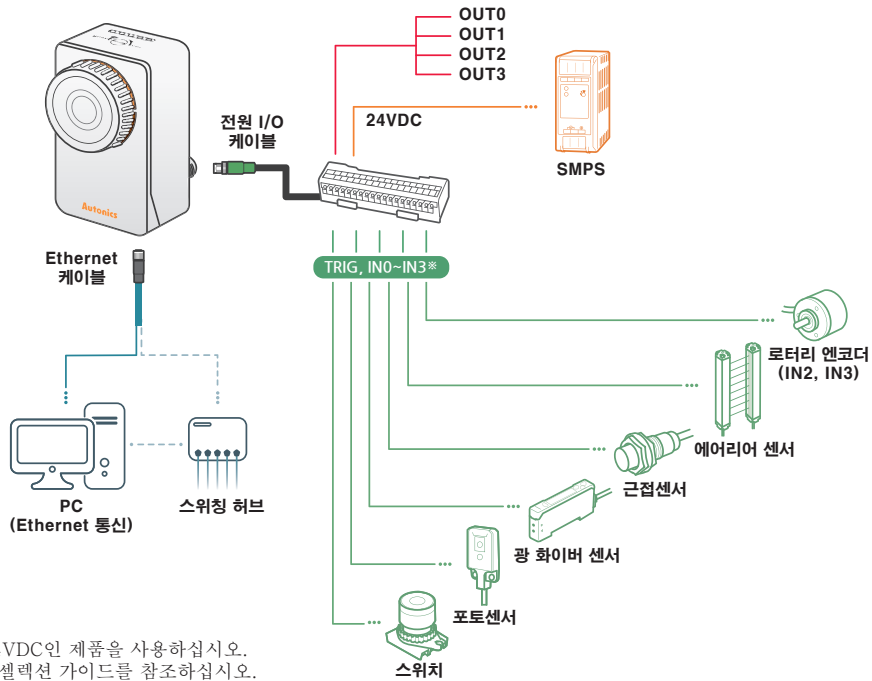 OUT0
OUT1
OUT2
OUT3
전원 I/O
케이블
24VDC
SMPS
Autonics
Ethernet
케이블
TRIG, IN0~IN3※
로터리 엔코더
(IN2, IN3)
에어리어 센서
근접센서
PC
(Ethernet 통신)
스위칭 허브
광 화이버 센서
포토센서
스위치
VDC인 제품을 사용하십시오.
셀렉션 가이드를 참조하십시오.